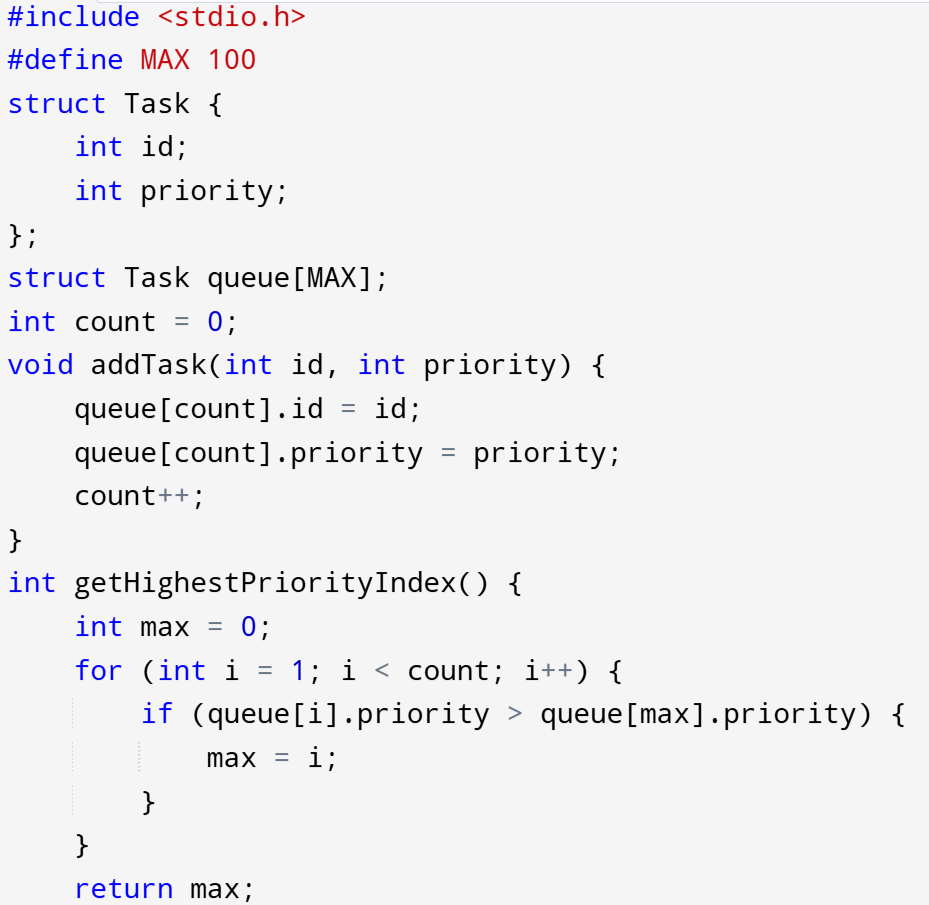 #include <stdio.h>
#define MAX 100
struct Task {
    int id;
    int priority;
};
struct Task queue[MAX];
int count = 0;
void addTask(int id, int priority) {
    queue[count].id = id;
    queue[count].priority = priority;
    count++;
}
int getHighestPriorityIndex() {
    int max = 0;
    for (int i = 1; i < count; i++) {
        if (queue[i].priority > queue[max].priority) {
            max = i;
        }
    }
    return max;